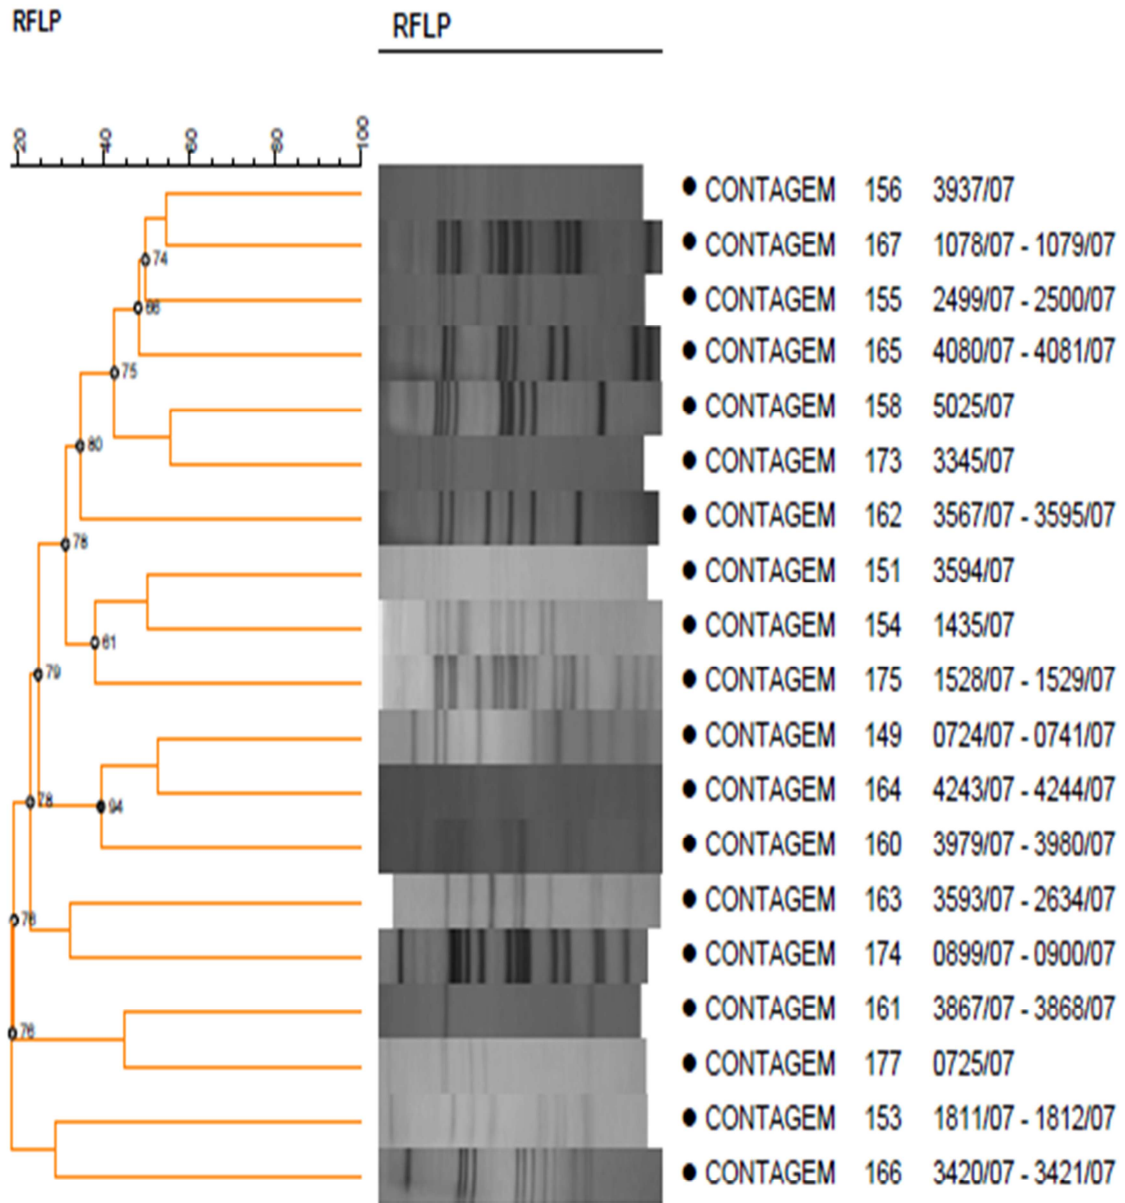 RFLP
RFLP
20 40 60 80 100
CONTAGEM 156 3937/07
CONTAGEM 167 1078/07 - 1079/07
74
CONTAGEM 155 2499/07 - 2500/07
66
CONTAGEM 165 4080/07 - 4081/07
75
CONTAGEM 158 5025/07
80
CONTAGEM 173 3345/07
CONTAGEM 162 3567/07 - 3595/07
78
CONTAGEM 151 3594/07
CONTAGEM 154 1435/07
61
CONTAGEM 175 1528/07 - 1529/07
79
CONTAGEM 149 0724/07 - 0741/07
CONTAGEM 164 4243/07 - 4244/07
78 94
CONTAGEM 160 3979/07 - 3980/07
CONTAGEM 163 3593/07 - 2634/07
CONTAGEM 174 0899/07 - 0900/07
CONTAGEM 161 3867/07 - 3868/07
76
CONTAGEM 177 0725/07
CONTAGEM 153 1811/07 - 1812/07
CONTAGEM 166 3420/07 - 3421/07